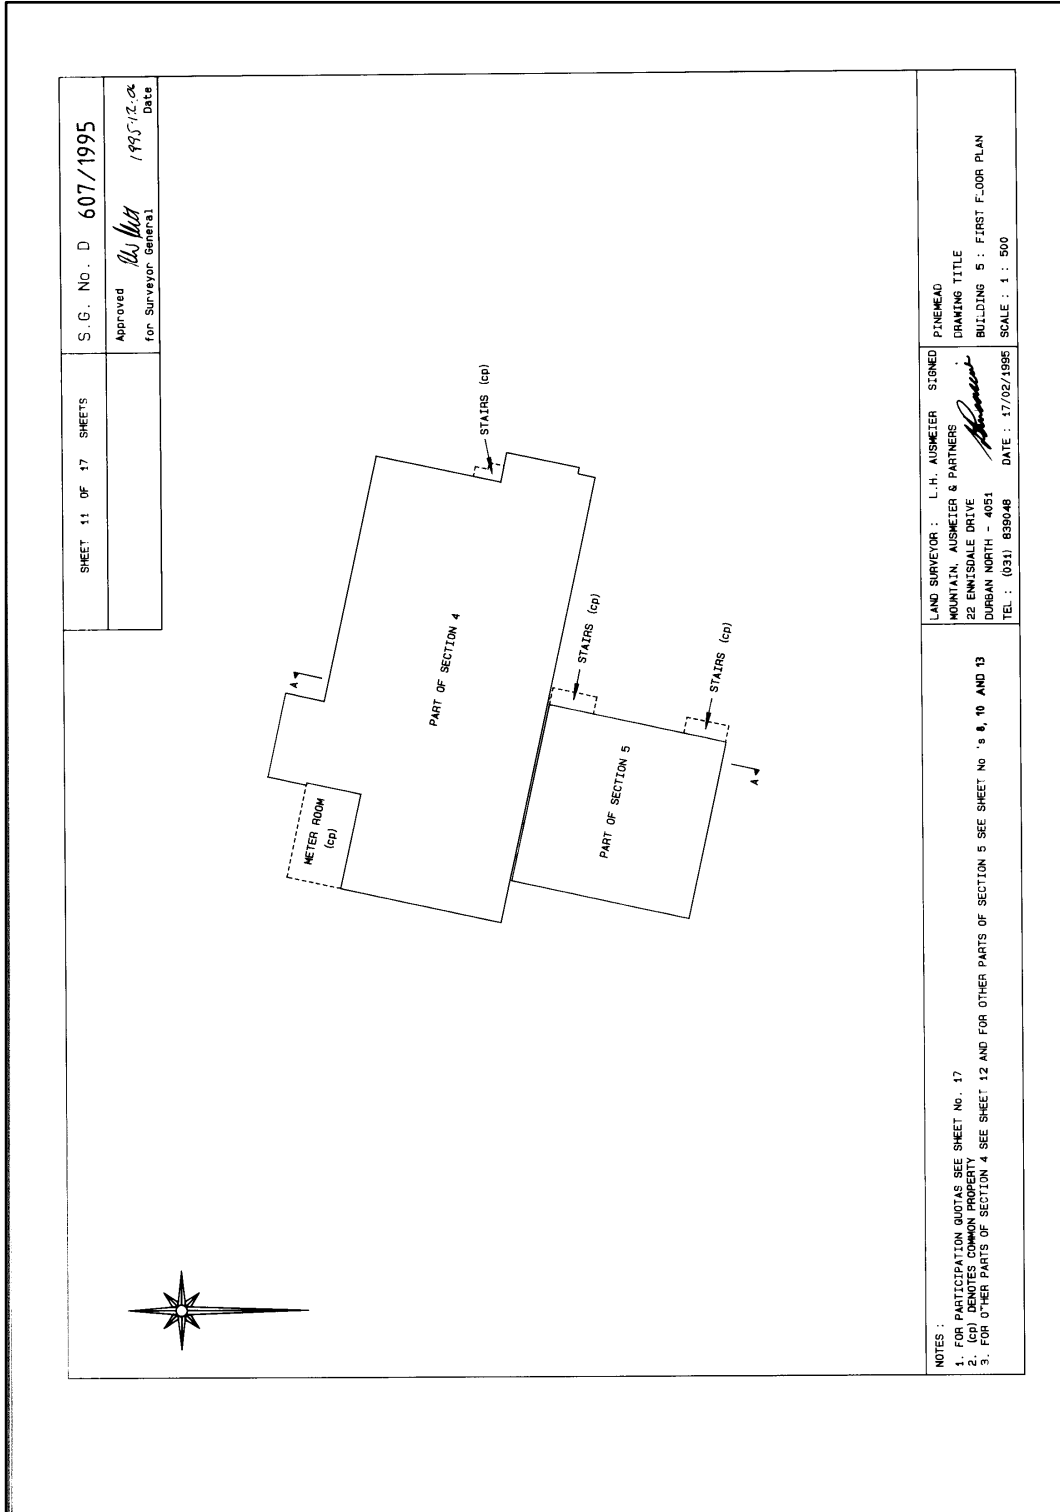 SHEET 11 OF 17 SHEETS
S.G. No. D 607/1995
Approved
1995.12.06
for Surveyor General Date
STAIRS (cp)
A
PART OF SECTION 4
METER ROOM
(cp)
STAIRS (cp)
PART OF SECTION 5
STAIRS (cp)
A
NOTES :
1. FOR PARTICIPATION QUOTAS SEE SHEET No. 17
2. (cp) DENOTES COMMON PROPERTY
3. FOR OTHER PARTS OF SECTION 4 SEE SHEET 12 AND FOR OTHER PARTS OF SECTION 5 SEE SHEET No 's 8, 10 AND 13
LAND SURVEYOR : L.H. AUSMEIER SIGNED
MOUNTAIN, AUSMEIER & PARTNERS
22 ENNISDALE DRIVE
DURBAN NORTH - 4051
TEL : (031) 839048 DATE : 17/02/1995
PINEMEAD
DRAWING TITLE
BUILDING 5 : FIRST FLOOR PLAN
SCALE : 1 : 500